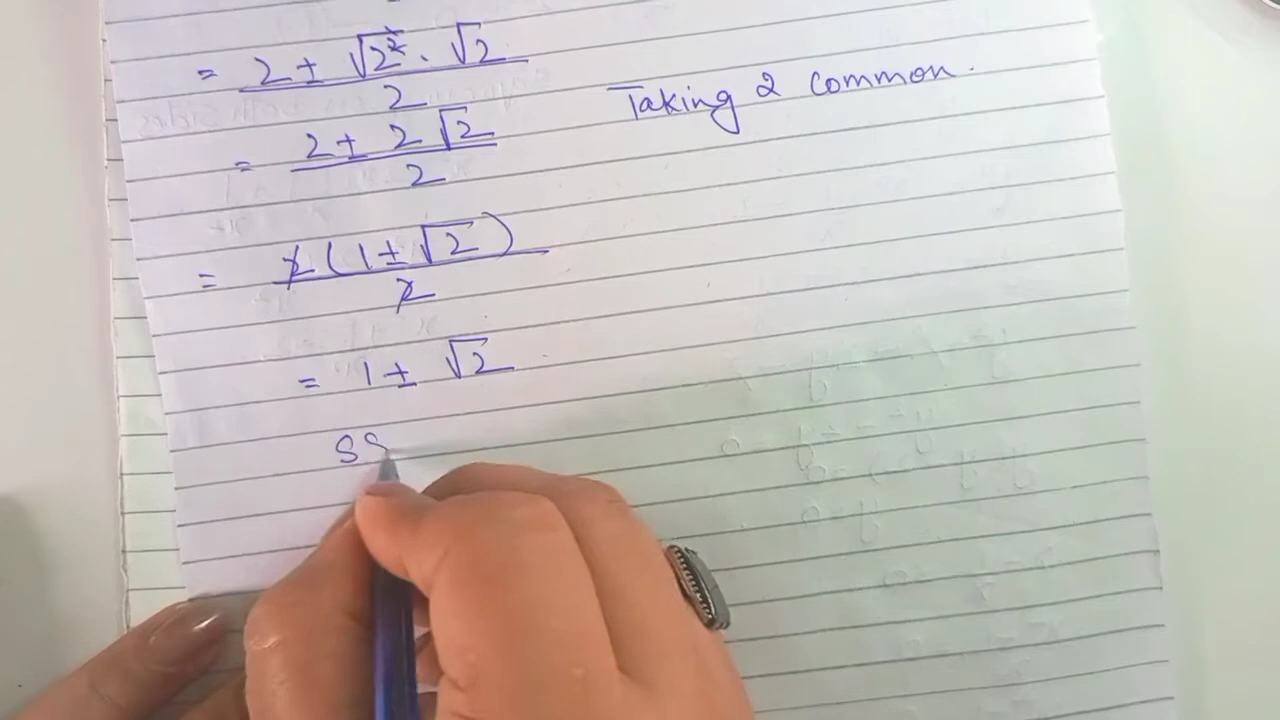 = 2 ± √2² . √2 / 2
Taking 2 common.
= 2 ± 2 √2 / 2
= 2 ( 1 ± √2 ) / 2
= 1 ± √2
SS